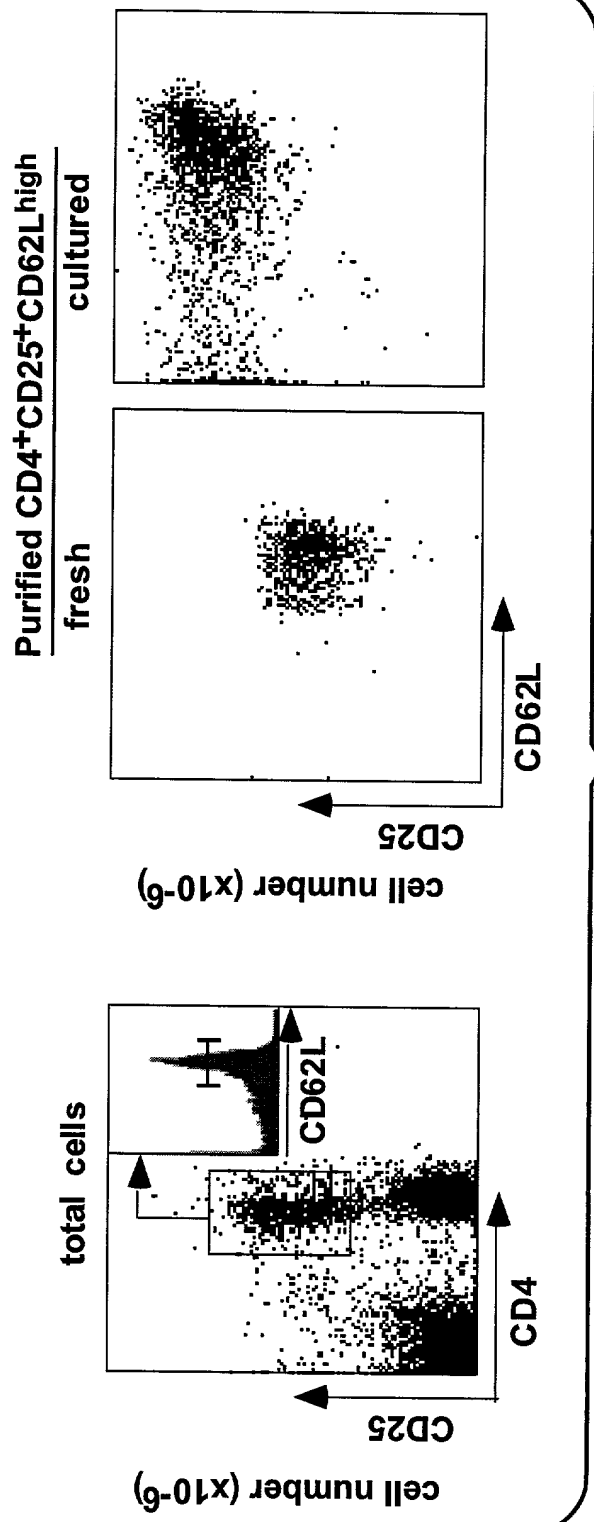 total cells
CD62L
CD25
CD4
cell number (x10-6)
Purified CD4+CD25+CD62Lhigh
fresh
cultured
CD25
CD62L
cell number (x10-6)